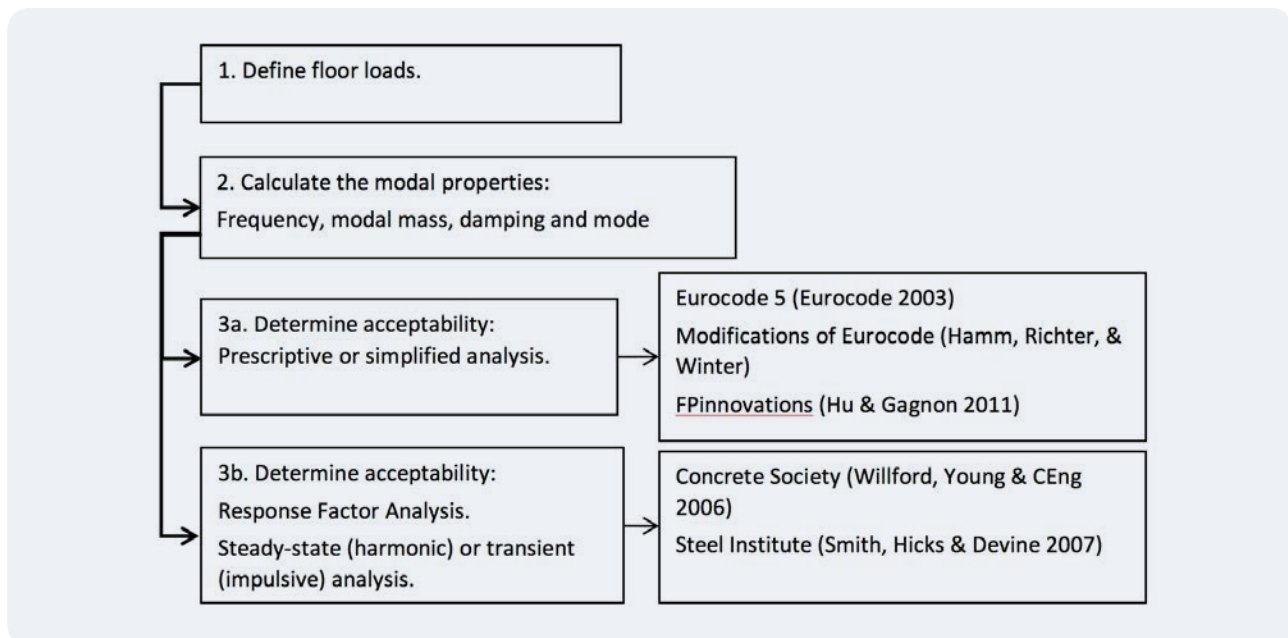 1. Define floor loads.
2. Calculate the modal properties:
Frequency, modal mass, damping and mode
3a. Determine acceptability:
Prescriptive or simplified analysis.
Eurocode 5 (Eurocode 2003)
Modifications of Eurocode (Hamm, Richter, &
Winter)
FPinnovations (Hu & Gagnon 2011)
3b. Determine acceptability:
Response Factor Analysis.
Steady-state (harmonic) or transient
(impulsive) analysis.
Concrete Society (Willford, Young & CEng
2006)
Steel Institute (Smith, Hicks & Devine 2007)